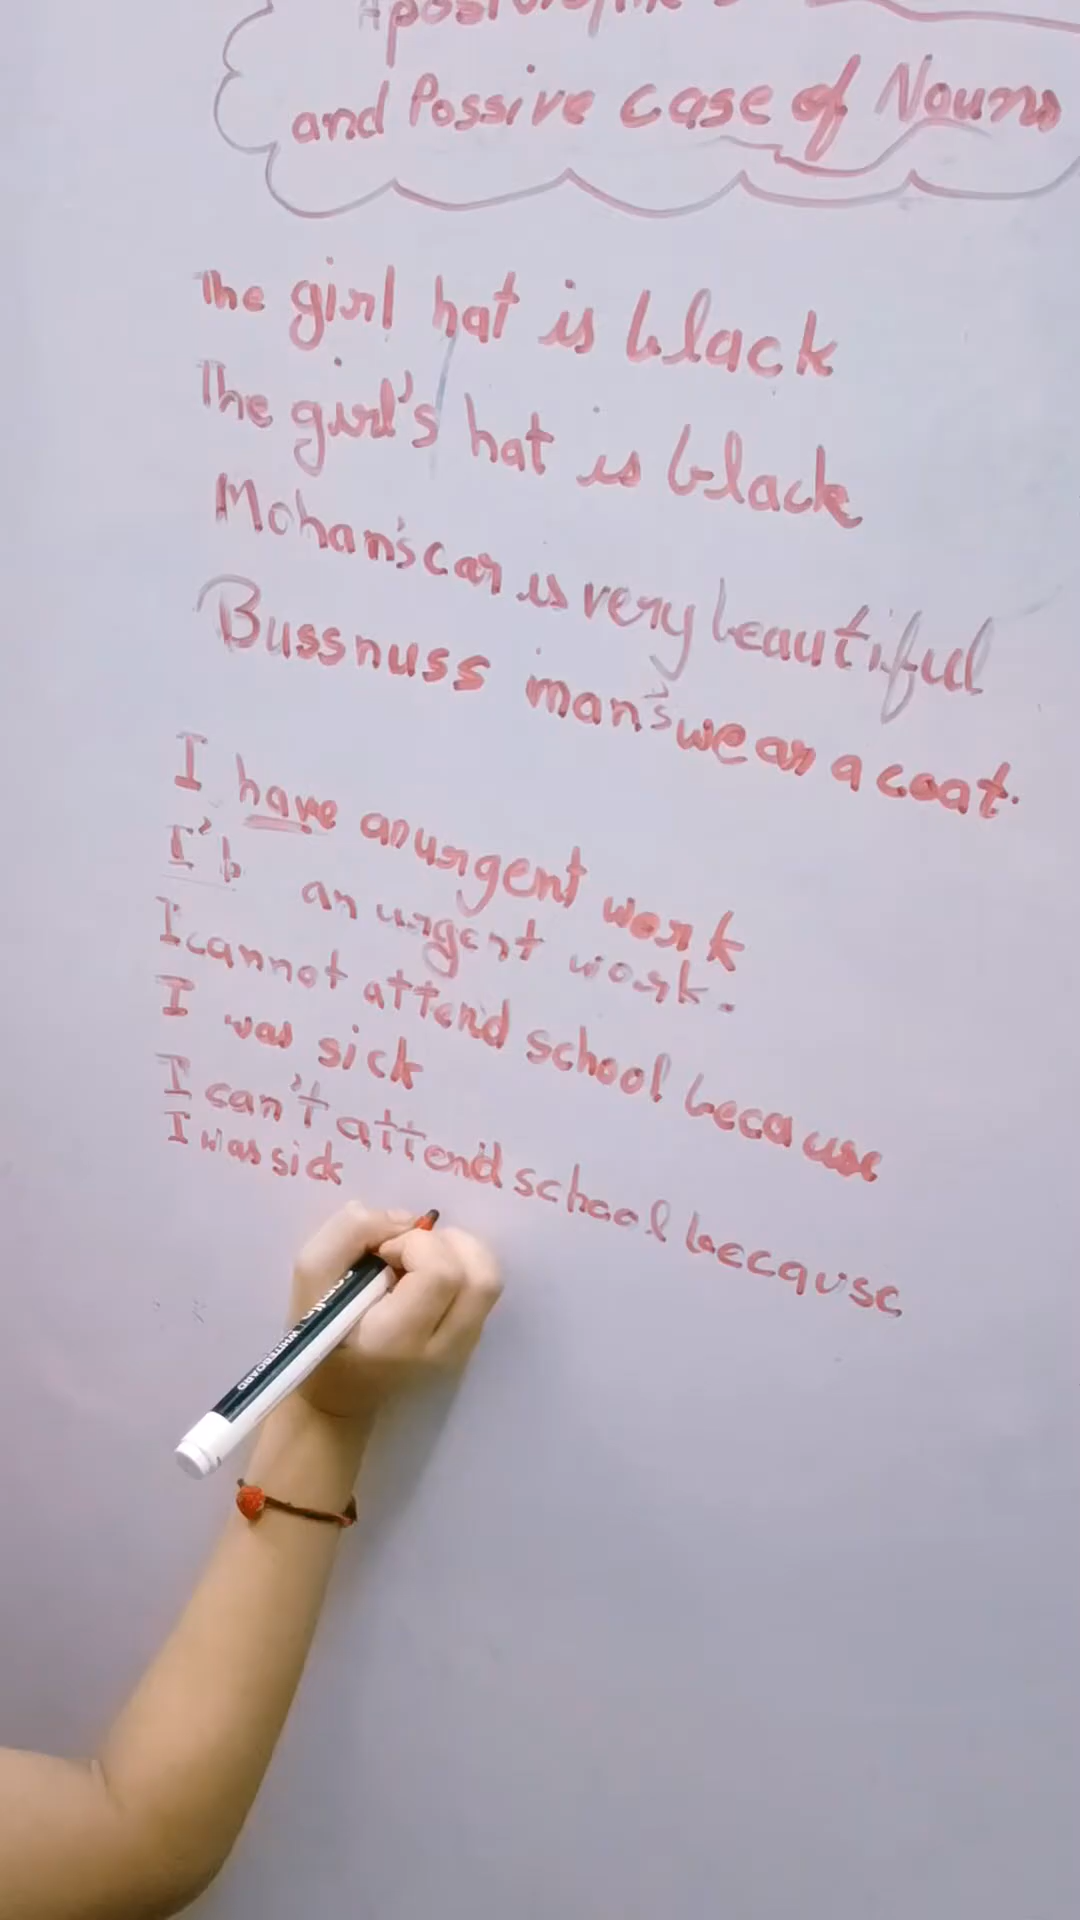 and Possive case of Nouns
The girl hat is black
The girl's hat is black
Mohan's car is very beautiful
Bussnuss man's wear a coat.
I have an urgent work
an urgent work.
I cannot attend school because
I was sick
I can't attend school because
I was sick
camlin WHITEBOARD